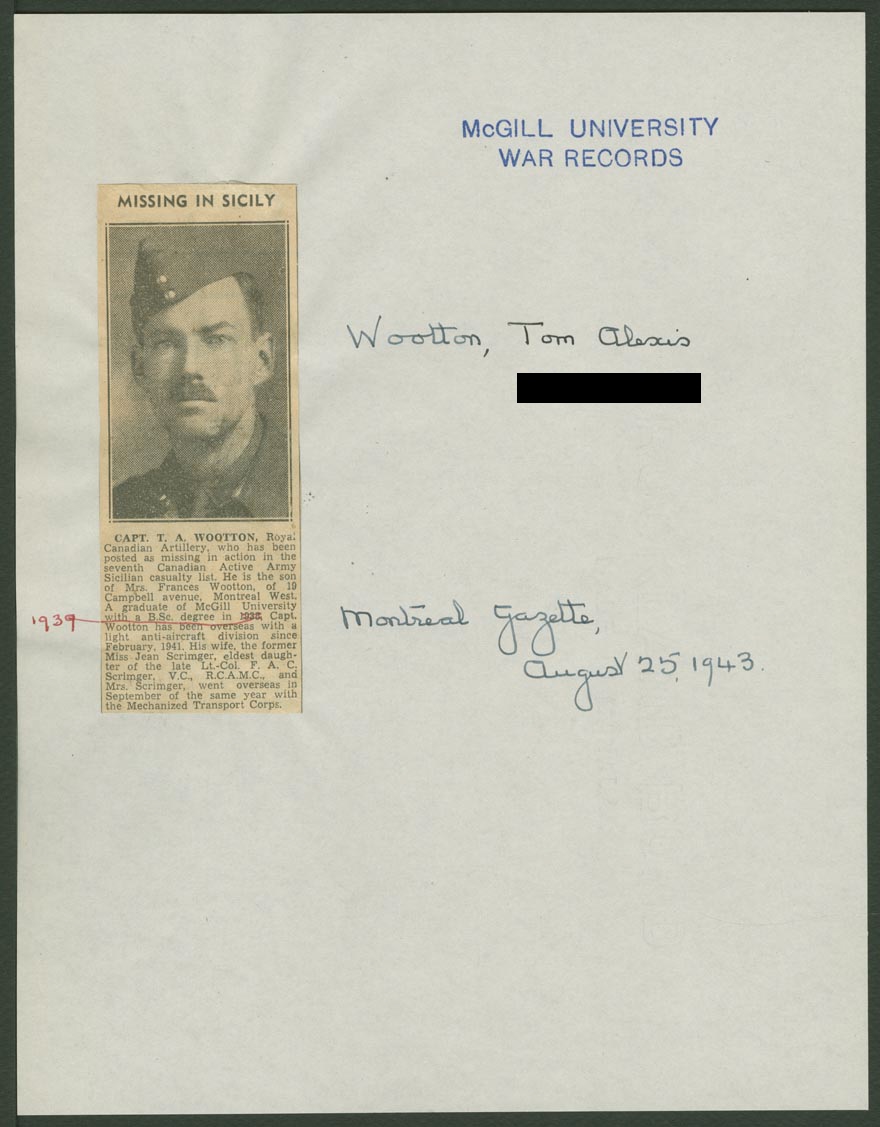 McGILL UNIVERSITY
WAR RECORDS
MISSING IN SICILY
Wootton, Tom Alexis
CAPT. T. A. WOOTTON, Royal
Canadian Artillery, who has been
posted as missing in action in the
seventh Canadian Active Army
Sicilian casualty list. He is the son
of Mrs. Frances Wootton, of 19
Campbell avenue, Montreal West.
A graduate of McGill University
with a B.Sc. degree in Capt.
Wootton has been overseas with a
light anti-aircraft division since
February, 1941. His wife, the former
Miss Jean Scrimger, eldest daugh-
ter of the late Lt.-Col. F. A. C.
Scrimger, V.C., R.C.A.M.C., and
Mrs. Scrimger, went overseas in
September of the same year with
the Mechanized Transport Corps.
1939
Montreal Gazette,
August 25, 1943.